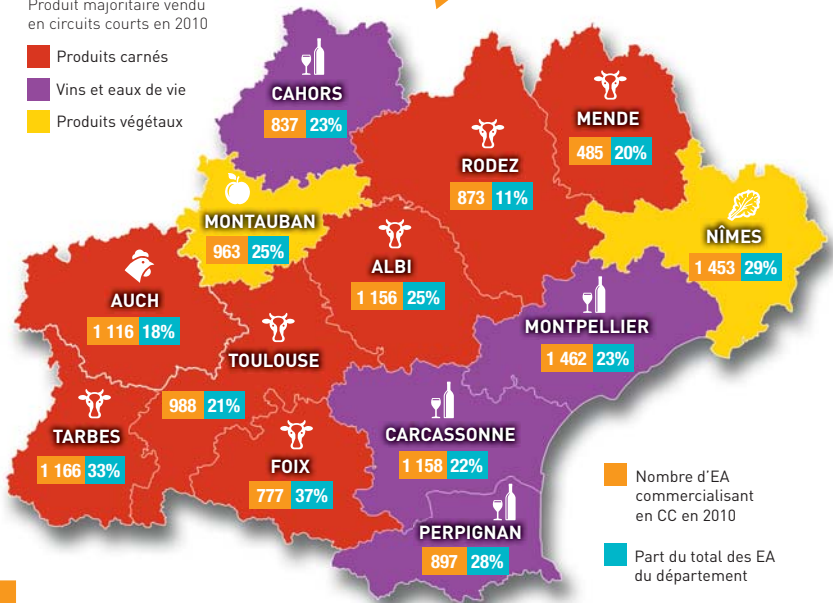 Produit majoritaire vendu
en circuits courts en 2010
Produits carnés
Vins et eaux de vie
Produits végétaux
CAHORS
837 23%
MENDE
485 20%
RODEZ
873 11%
MONTAUBAN
963 25%
NÎMES
1 453 29%
ALBI
1 156 25%
AUCH
1 116 18%
MONTPELLIER
1 462 23%
TOULOUSE
988 21%
TARBES
1 166 33%
CARCASSONNE
1 158 22%
FOIX
777 37%
PERPIGNAN
897 28%
Nombre d'EA
commercialisant
en CC en 2010
Part du total des EA
du département